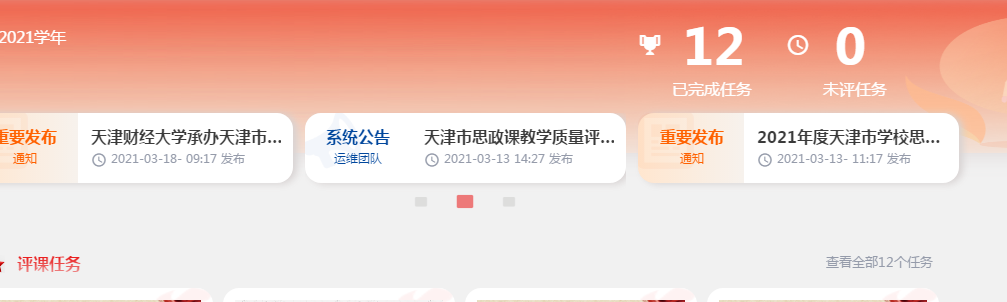 2021学年
12
已完成任务
0
未评任务
重要发布
通知
天津财经大学承办天津市...
2021-03-18- 09:17 发布
系统公告
运维团队
天津市思政课教学质量评...
2021-03-13 14:27 发布
重要发布
通知
2021年度天津市学校思...
2021-03-13- 11:17 发布
评课任务
查看全部12个任务